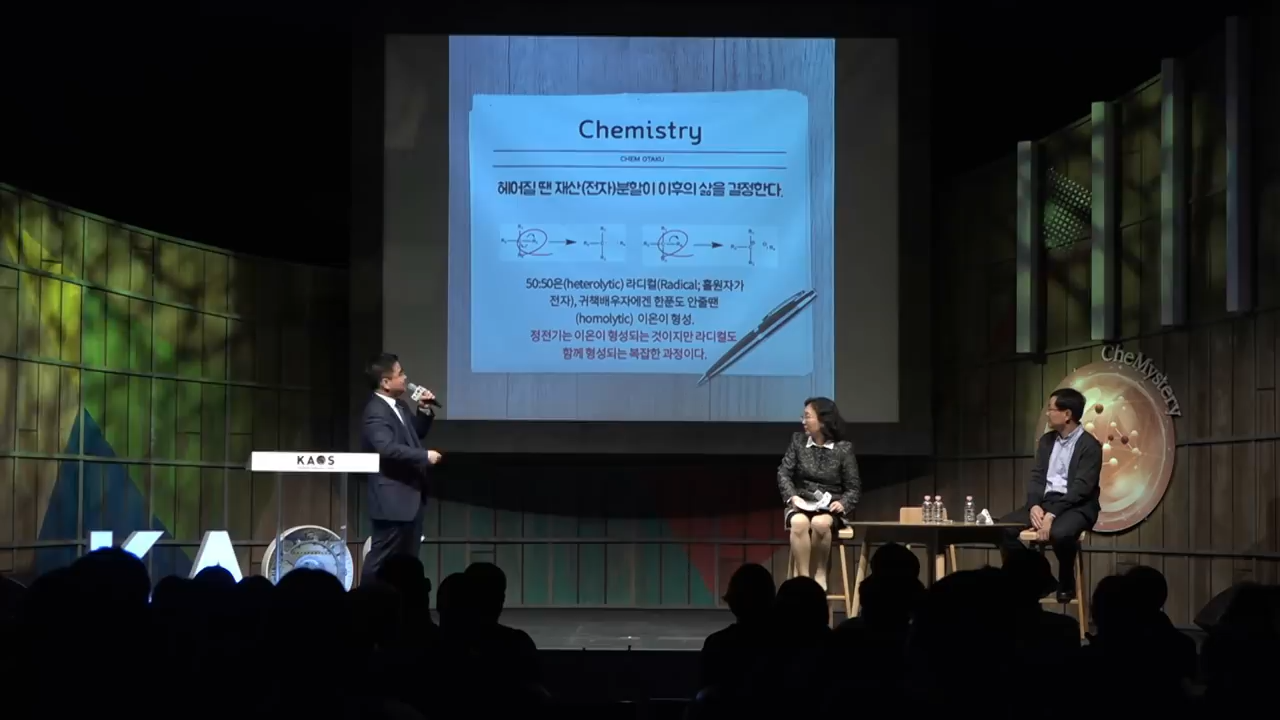 Chemistry
CHEM OTAKU
헤어질 땐 재산(전자)분할이 이후의 삶을 결정한다.
50:50은(heterolytic) 라디컬(Radical; 홀원자가
전자), 귀책배우자에겐 한푼도 안줄땐
(homolytic) 이온이 형성.
정전기는 이온이 형성되는 것이지만 라디컬도
함께 형성되는 복잡한 과정이다.
CheMystery
KAOS
KAO